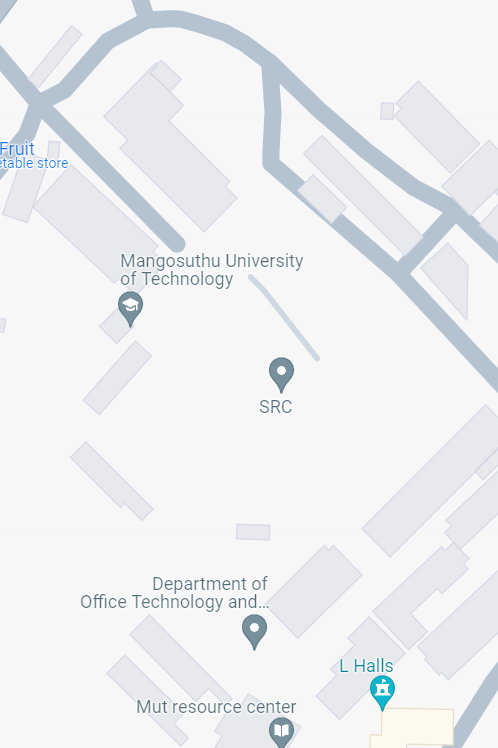 Fruit
etable store
Mangosuthu University
of Technology
SRC
Department of
Office Technology and...
L Halls
Mut resource center